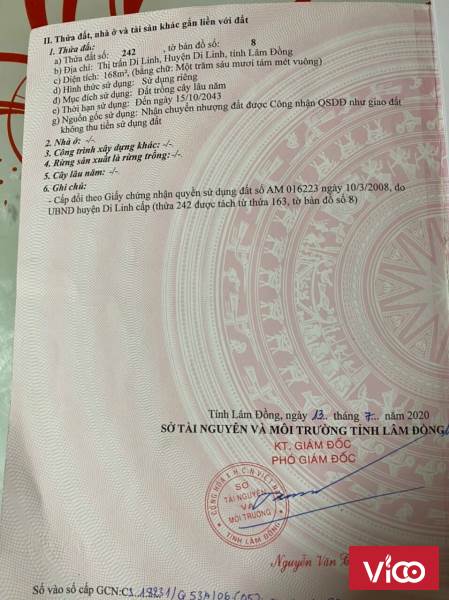 II. Thửa đất, nhà ở và tài sản khác gắn liền với đất
1. Thửa đất:
a) Thửa đất số: 242 , tờ bản đồ số: 8
b) Địa chỉ: Thị trấn Di Linh, Huyện Di Linh, tỉnh Lâm Đồng
c) Diện tích: 168m², (bằng chữ: Một trăm sáu mươi tám mét vuông)
d) Hình thức sử dụng: Sử dụng riêng
đ) Mục đích sử dụng: Đất trồng cây lâu năm
e) Thời hạn sử dụng: Đến ngày 15/10/2043
g) Nguồn gốc sử dụng: Nhận chuyển nhượng đất được Công nhận QSDĐ như giao đất
không thu tiền sử dụng đất
2. Nhà ở: -/-
3. Công trình xây dựng khác: -/-
4. Rừng sản xuất là rừng trồng: -/-
5. Cây lâu năm: -/-
6. Ghi chú:
- Cấp đổi theo Giấy chứng nhận quyền sử dụng đất số AM 016223 ngày 10/3/2008, do
UBND huyện Di Linh cấp (thửa 242 được tách từ thửa 163, tờ bản đồ số 8)
Tỉnh Lâm Đồng, ngày 13 tháng 7 năm 2020
SỞ TÀI NGUYÊN VÀ MÔI TRƯỜNG TỈNH LÂM ĐỒNG
KT. GIÁM ĐỐC
PHÓ GIÁM ĐỐC
CỘNG HÒA X.H.C.N VIỆT N
SỞ
TÀI NGUYÊN
VÀ
MÔI TRƯỜNG
TỈNH LÂM ĐỒNG
Nguyễn Văn
Số vào sổ cấp GCN:
ViCO